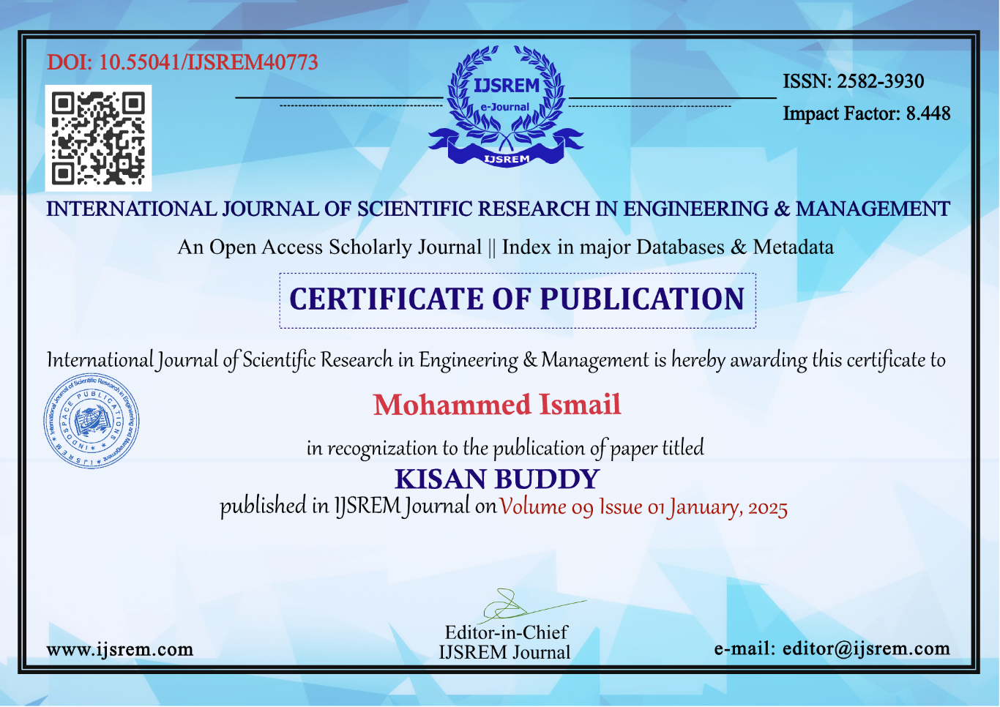 DOI: 10.55041/IJSREM40773
IJSREM
e-Journal
IJSREM
ISSN: 2582-3930
Impact Factor: 8.448
INTERNATIONAL JOURNAL OF SCIENTIFIC RESEARCH IN ENGINEERING & MANAGEMENT
An Open Access Scholarly Journal || Index in major Databases & Metadata
CERTIFICATE OF PUBLICATION
International Journal of Scientific Research in Engineering & Management is hereby awarding this certificate to
International Journal of Scientific Research in Engineering and Management * IJSREM *
INDOSPACE PUBLICATIONS * *
Mohammed Ismail
in recognization to the publication of paper titled
KISAN BUDDY
published in IJSREM Journal on Volume 09 Issue 01 January, 2025
Editor-in-Chief
IJSREM Journal
www.ijsrem.com
e-mail: editor@ijsrem.com